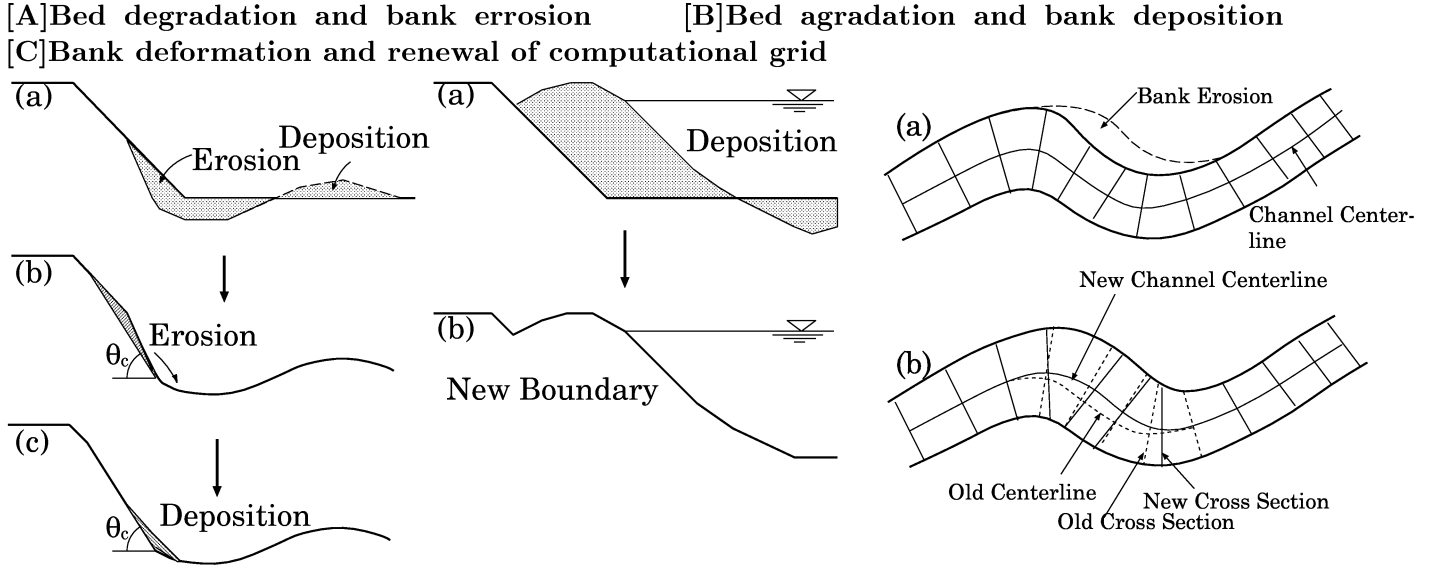 [A]Bed degradation and bank errosion
[B]Bed agradation and bank deposition
[C]Bank deformation and renewal of computational grid
(a)
Erosion
Deposition
(b)
Erosion
θc
(c)
Deposition
θc
(a)
Deposition
(b)
New Boundary
(a)
Bank Erosion
Channel Center-
line
New Channel Centerline
(b)
Old Centerline
New Cross Section
Old Cross Section